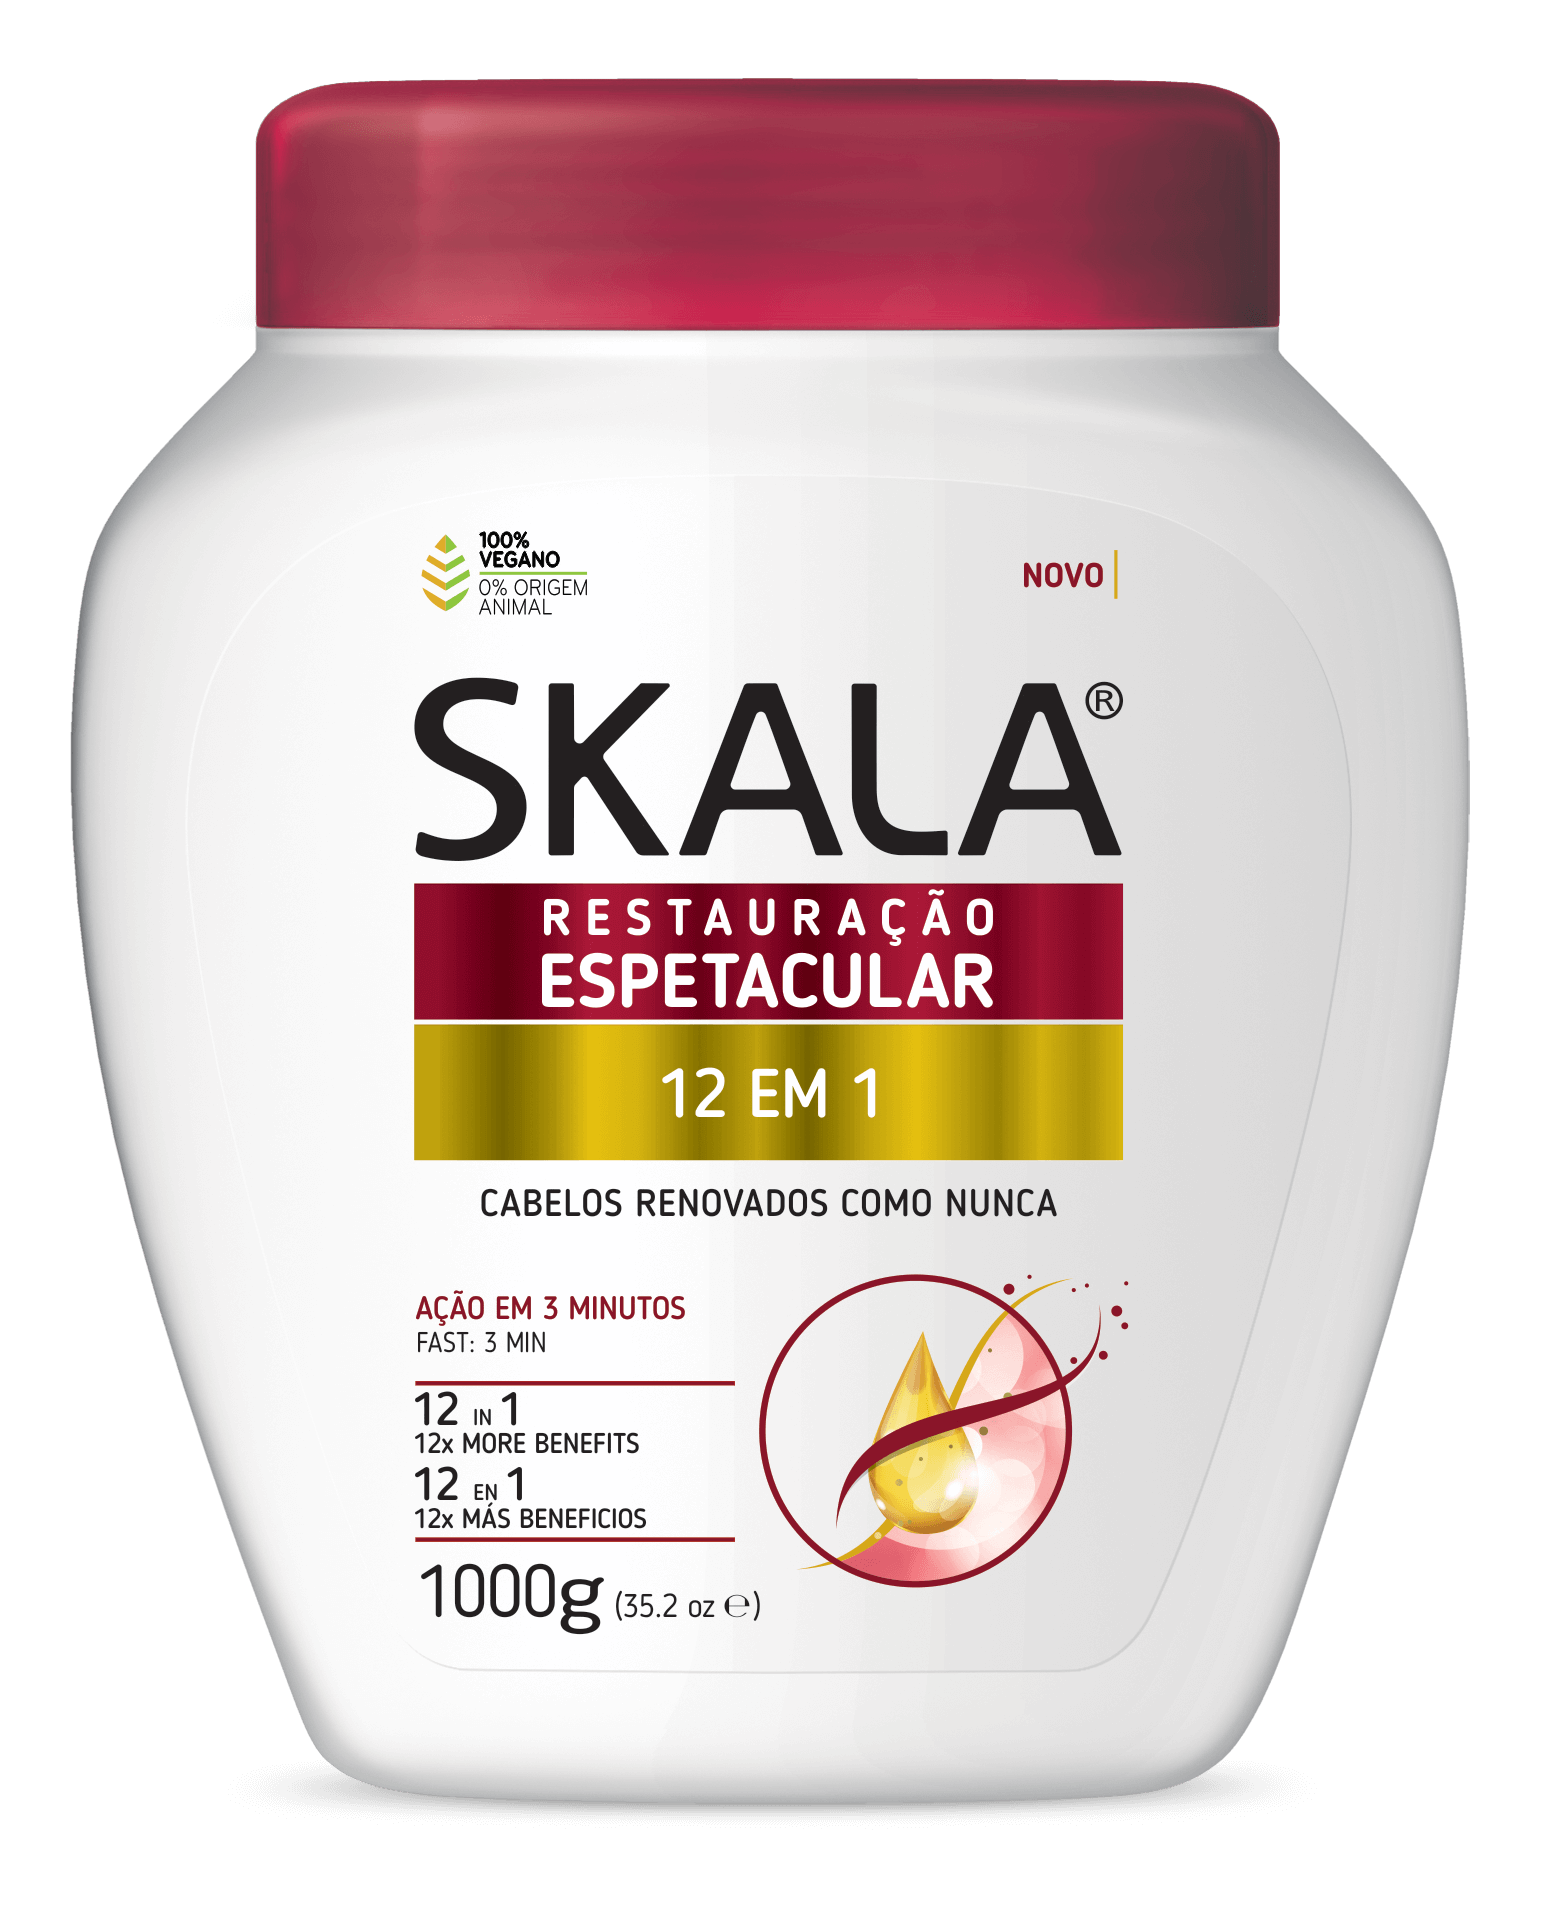 100%
VEGANO
0% ORIGEM
ANIMAL
NOVO
SKALA®
RESTAURAÇÃO
ESPETACULAR
12 EM 1
CABELOS RENOVADOS COMO NUNCA
AÇÃO EM 3 MINUTOS
FAST: 3 MIN
12 IN 1
12x MORE BENEFITS
12 EN 1
12x MÁS BENEFICIOS
1000g (35.2 oz ℮)